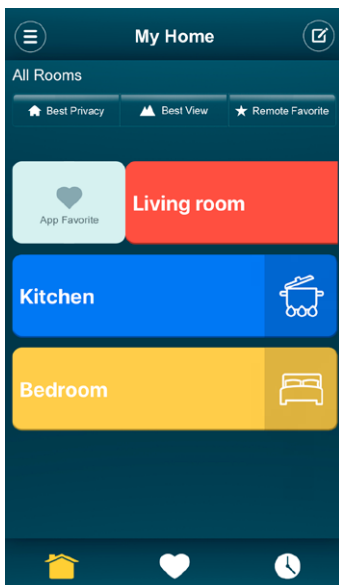 My Home
All Rooms
Best Privacy
Best View
Remote Favorite
App Favorite
Living room
Kitchen
Bedroom